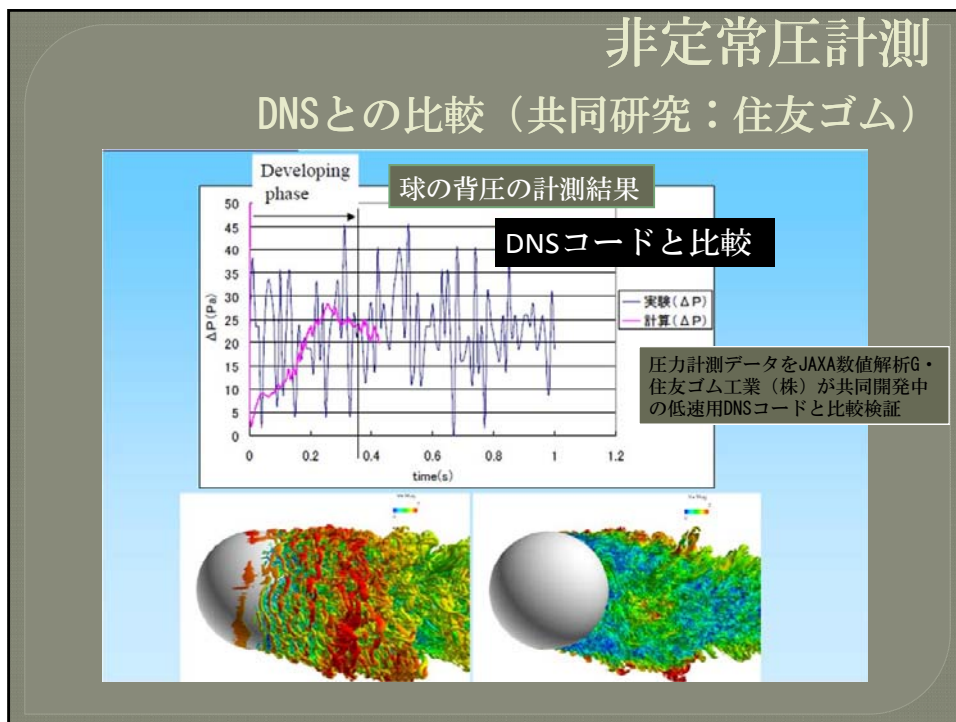 非定常圧計測
DNSとの比較（共同研究：住友ゴム）
Developing
phase
球の背圧の計測結果
DNSコードと比較
50
45
40
35
30
25
20
15
10
5
0
ΔP(Pa)
0 0.2 0.4 0.6 0.8 1 1.2
time(s)
実験(ΔP)
計算(ΔP)
圧力計測データをJAXA数値解析G・
住友ゴム工業（株）が共同開発中
の低速用DNSコードと比較検証